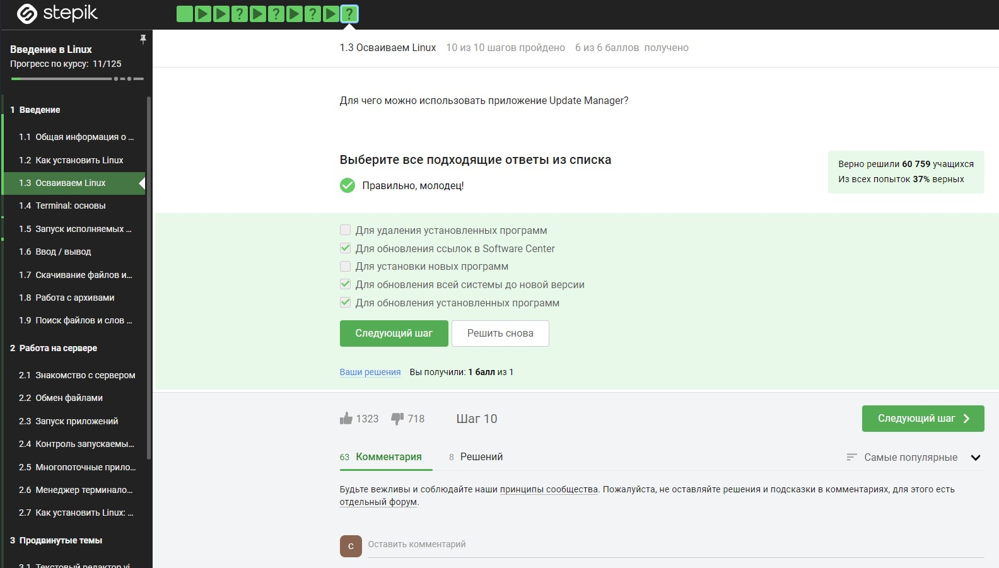 stepik
Введение в Linux
Прогресс по курсу: 11/125
1 Введение
1.1 Общая информация о ...
1.2 Как установить Linux
1.3 Осваиваем Linux
1.4 Terminal: основы
1.5 Запуск исполняемых ...
1.6 Ввод / вывод
1.7 Скачивание файлов и...
1.8 Работа с архивами
1.9 Поиск файлов и слов ...
2 Работа на сервере
2.1 Знакомство с сервером
2.2 Обмен файлами
2.3 Запуск приложений
2.4 Контроль запускаемы...
2.5 Многопоточные прило...
2.6 Менеджер терминало...
2.7 Как установить Linux: ...
3 Продвинутые темы
3.1 Текстовый редактор vi
1.3 Осваиваем Linux 10 из 10 шагов пройдено 6 из 6 баллов получено
Для чего можно использовать приложение Update Manager?
Выберите все подходящие ответы из списка
Правильно, молодец!
Верно решили 60 759 учащихся
Из всех попыток 37% верных
Для удаления установленных программ
Для обновления ссылок в Software Center
Для установки новых программ
Для обновления всей системы до новой версии
Для обновления установленных программ
Следующий шаг Решить снова
Ваши решения Вы получили: 1 балл из 1
1323 718 Шаг 10 Следующий шаг
63 Комментария 8 Решений Самые популярные
Будьте вежливы и соблюдайте наши принципы сообщества. Пожалуйста, не оставляйте решения и подсказки в комментариях, для этого есть
отдельный форум.
С Оставить комментарий